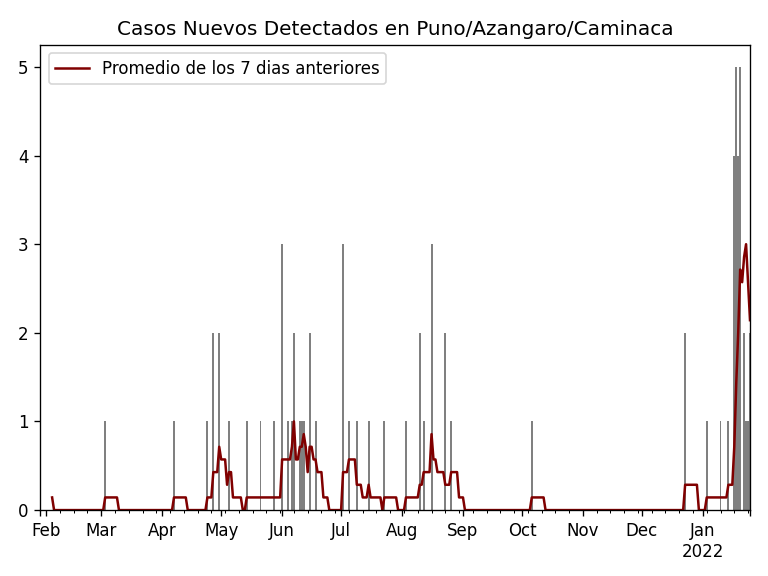 Casos Nuevos Detectados en Puno/Azangaro/Caminaca
Promedio de los 7 dias anteriores
5
4
3
2
1
0
Feb Mar Apr May Jun Jul Aug Sep Oct Nov Dec Jan
2022